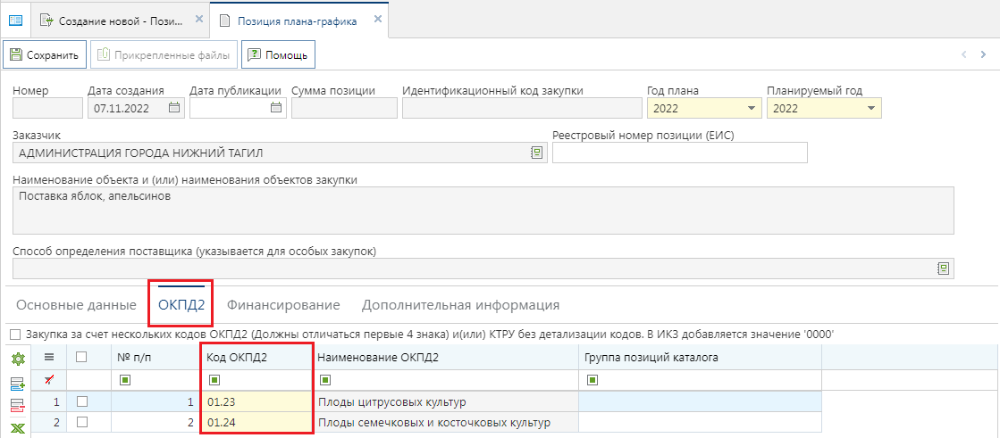 Создание новой - Пози... Позиция плана-графика
Сохранить Прикрепленные файлы Помощь
Номер Дата создания Дата публикации Сумма позиции Идентификационный код закупки Год плана Планируемый год
07.11.2022 2022 2022
Заказчик Реестровый номер позиции (ЕИС)
АДМИНИСТРАЦИЯ ГОРОДА НИЖНИЙ ТАГИЛ
Наименование объекта и (или) наименования объектов закупки
Поставка яблок, апельсинов
Способ определения поставщика (указывается для особых закупок)
Основные данные ОКПД2 Финансирование Дополнительная информация
Закупка за счет нескольких кодов ОКПД2 (Должны отличаться первые 4 знака) и(или) КТРУ без детализации кодов. В ИКЗ добавляется значение '0000'
№ п/п Код ОКПД2 Наименование ОКПД2 Группа позиций каталога
1 1 01.23 Плоды цитрусовых культур
2 2 01.24 Плоды семечковых и косточковых культур